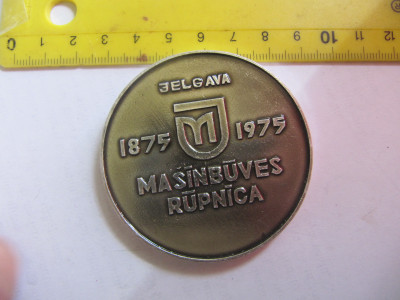 C 12 11 10 9 8 7 6 5 4 3 2 1 0
JELGAVA
M
1875 1975
MAŠĪNBŪVES
RŪPNĪCA